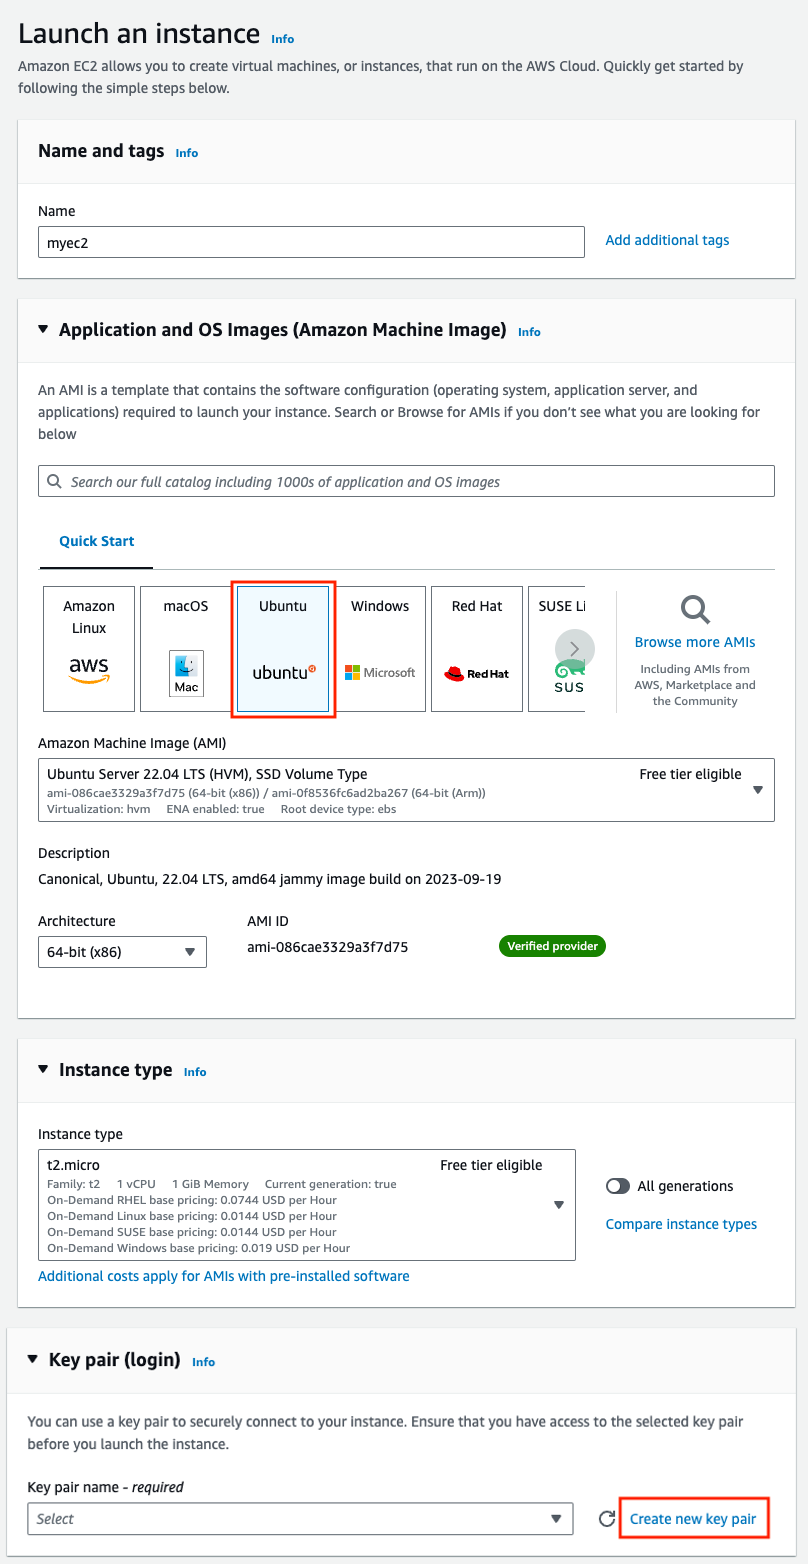 Launch an instance Info
Amazon EC2 allows you to create virtual machines, or instances, that run on the AWS Cloud. Quickly get started by
following the simple steps below.
Name and tags Info
Name
myec2
Add additional tags
Application and OS Images (Amazon Machine Image) Info
An AMI is a template that contains the software configuration (operating system, application server, and
applications) required to launch your instance. Search or Browse for AMIs if you don't see what you are looking for
below
Search our full catalog including 1000s of application and OS images
Quick Start
Amazon
Linux
aws
macOS
Mac
Ubuntu
ubuntu
Windows
Microsoft
Red Hat
Red Hat
SUSE Li
SUS
Browse more AMIs
Including AMIs from
AWS, Marketplace and
the Community
Amazon Machine Image (AMI)
Ubuntu Server 22.04 LTS (HVM), SSD Volume Type Free tier eligible
ami-086cae3329a3f7d75 (64-bit (x86)) / ami-0f8536fc6ad2ba267 (64-bit (Arm))
Virtualization: hvm ENA enabled: true Root device type: ebs
Description
Canonical, Ubuntu, 22.04 LTS, amd64 jammy image build on 2023-09-19
Architecture
64-bit (x86)
AMI ID
ami-086cae3329a3f7d75
Verified provider
Instance type Info
Instance type
t2.micro Free tier eligible
Family: t2 1 vCPU 1 GiB Memory Current generation: true
On-Demand RHEL base pricing: 0.0744 USD per Hour
On-Demand Linux base pricing: 0.0144 USD per Hour
On-Demand SUSE base pricing: 0.0144 USD per Hour
On-Demand Windows base pricing: 0.019 USD per Hour
All generations
Compare instance types
Additional costs apply for AMIs with pre-installed software
Key pair (login) Info
You can use a key pair to securely connect to your instance. Ensure that you have access to the selected key pair
before you launch the instance.
Key pair name - required
Select
Create new key pair